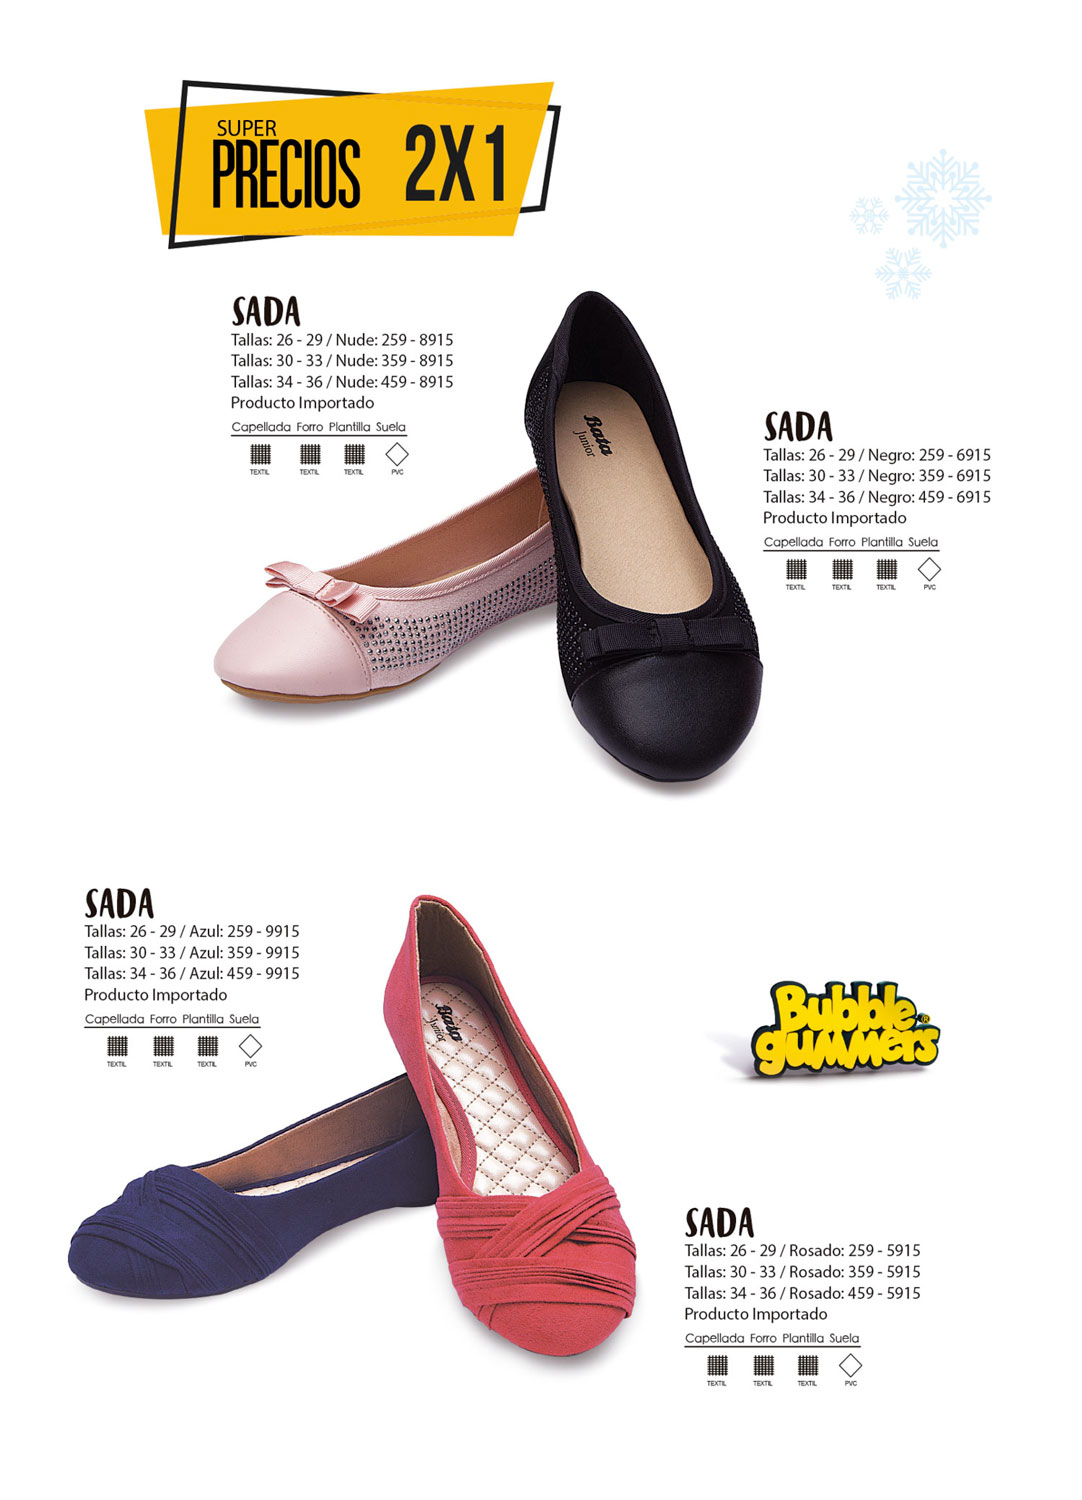 SUPER
PRECIOS 2X1
SADA
Tallas: 26 - 29 / Nude: 259 - 8915
Tallas: 30 - 33 / Nude: 359 - 8915
Tallas: 34 - 36 / Nude: 459 - 8915
Producto Importado
Capellada Forro Plantilla Suela
TEXTIL TEXTIL TEXTIL PVC
Bata
Junior
SADA
Tallas: 26 - 29 / Negro: 259 - 6915
Tallas: 30 - 33 / Negro: 359 - 6915
Tallas: 34 - 36 / Negro: 459 - 6915
Producto Importado
Capellada Forro Plantilla Suela
TEXTIL TEXTIL TEXTIL PVC
SADA
Tallas: 26 - 29 / Azul: 259 - 9915
Tallas: 30 - 33 / Azul: 359 - 9915
Tallas: 34 - 36 / Azul: 459 - 9915
Producto Importado
Capellada Forro Plantilla Suela
TEXTIL TEXTIL TEXTIL PVC
Bata
Junior
Bubble
gummers®
SADA
Tallas: 26 - 29 / Rosado: 259 - 5915
Tallas: 30 - 33 / Rosado: 359 - 5915
Tallas: 34 - 36 / Rosado: 459 - 5915
Producto Importado
Capellada Forro Plantilla Suela
TEXTIL TEXTIL TEXTIL PVC